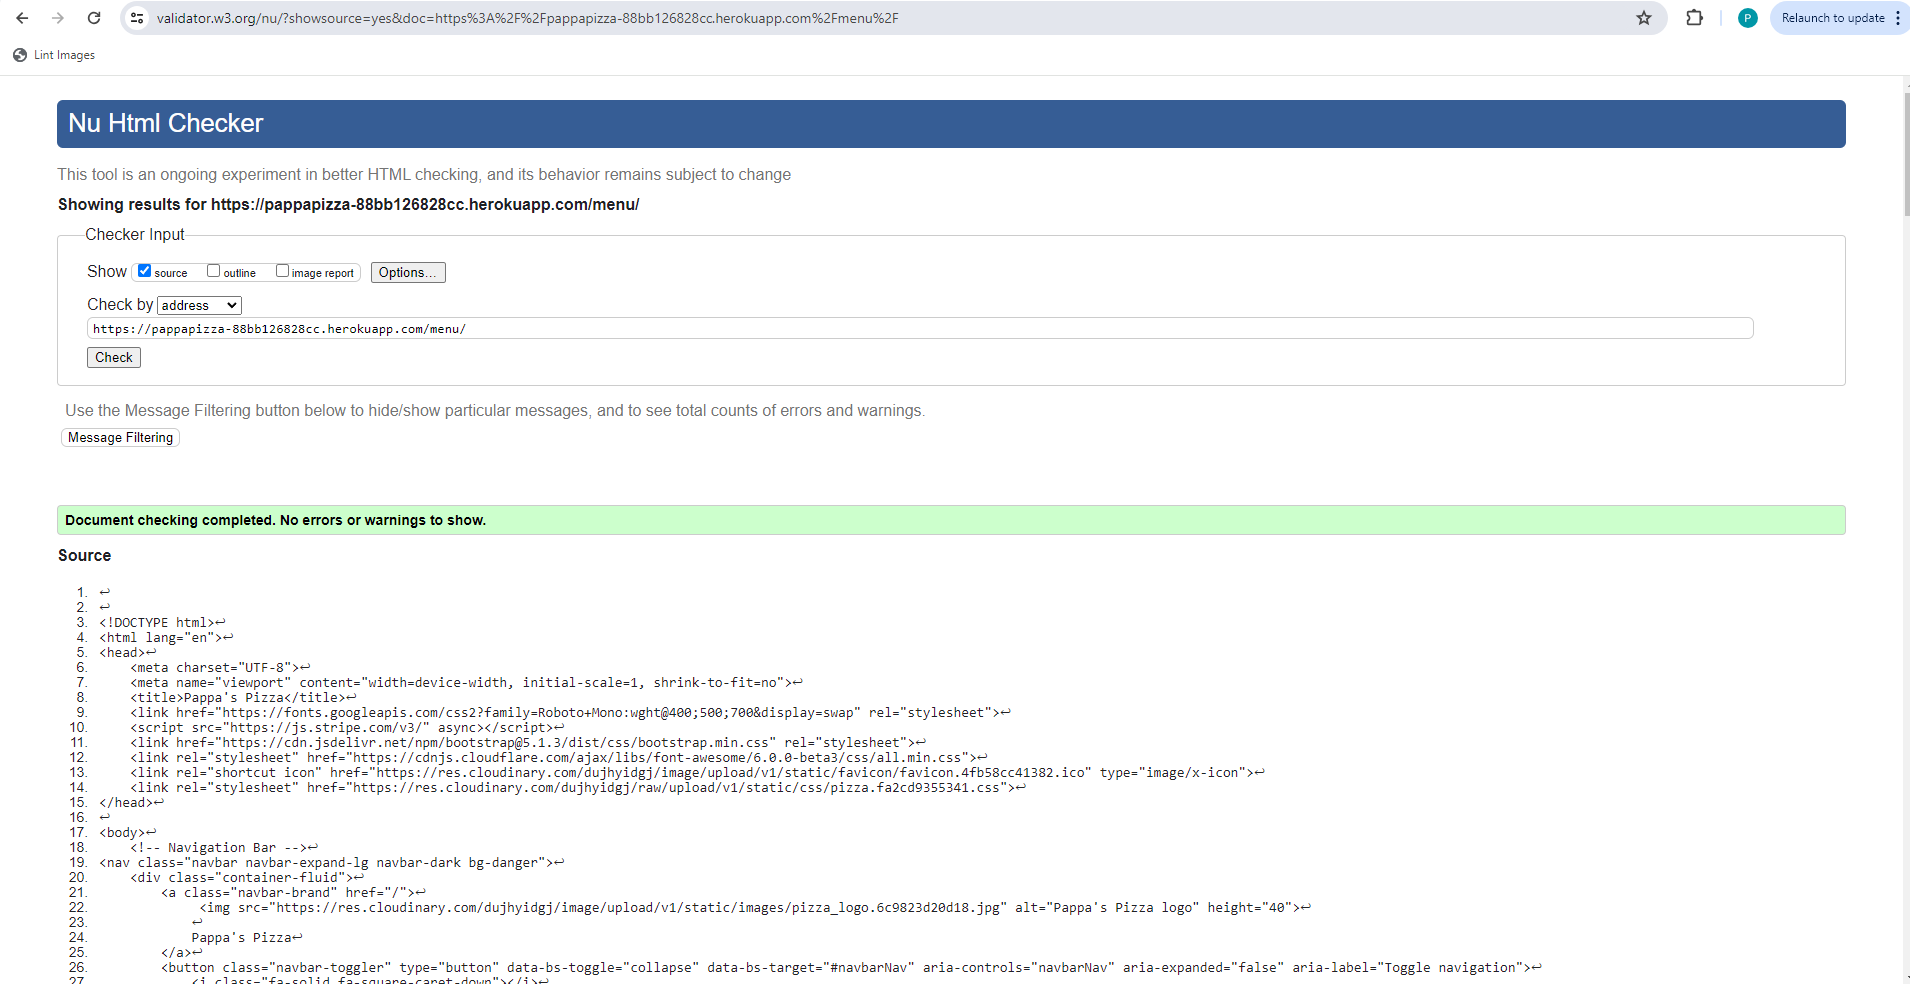 validator.w3.org/nu/?showsource=yes&doc=https%3A%2F%2Fpappapizza-88bb126828cc.herokuapp.com%2Fmenu%2F
P
Relaunch to update
Lint Images
Nu Html Checker
This tool is an ongoing experiment in better HTML checking, and its behavior remains subject to change
Showing results for https://pappapizza-88bb126828cc.herokuapp.com/menu/
Checker Input
Show source outline image report Options...
Check by address
https://pappapizza-88bb126828cc.herokuapp.com/menu/
Check
Use the Message Filtering button below to hide/show particular messages, and to see total counts of errors and warnings.
Message Filtering
Document checking completed. No errors or warnings to show.
Source
1. ↩
2. ↩
3. <!DOCTYPE html>↩
4. <html lang="en">↩
5. <head>↩
6. <meta charset="UTF-8">↩
7. <meta name="viewport" content="width=device-width, initial-scale=1, shrink-to-fit=no">↩
8. <title>Pappa's Pizza</title>↩
9. <link href="https://fonts.googleapis.com/css2?family=Roboto+Mono:wght@400;500;700&display=swap" rel="stylesheet">↩
10. <script src="https://js.stripe.com/v3/" async></script>↩
11. <link href="https://cdn.jsdelivr.net/npm/bootstrap@5.1.3/dist/css/bootstrap.min.css" rel="stylesheet">↩
12. <link rel="stylesheet" href="https://cdnjs.cloudflare.com/ajax/libs/font-awesome/6.0.0-beta3/css/all.min.css">↩
13. <link rel="shortcut icon" href="https://res.cloudinary.com/dujhyidgj/image/upload/v1/static/favicon/favicon.4fb58cc41382.ico" type="image/x-icon">↩
14. <link rel="stylesheet" href="https://res.cloudinary.com/dujhyidgj/raw/upload/v1/static/css/pizza.fa2cd9355341.css">↩
15. </head>↩
16. ↩
17. <body>↩
18. <!-- Navigation Bar -->↩
19. <nav class="navbar navbar-expand-lg navbar-dark bg-danger">↩
20. <div class="container-fluid">↩
21. <a class="navbar-brand" href="/">↩
22. <img src="https://res.cloudinary.com/dujhyidgj/image/upload/v1/static/images/pizza_logo.6c9823d20d18.jpg" alt="Pappa's Pizza logo" height="40">↩
23. ↩
24. Pappa's Pizza↩
25. </a>↩
26. <button class="navbar-toggler" type="button" data-bs-toggle="collapse" data-bs-target="#navbarNav" aria-controls="navbarNav" aria-expanded="false" aria-label="Toggle navigation">↩
27. <i class="fa-solid fa-square-caret-down"></i>↩